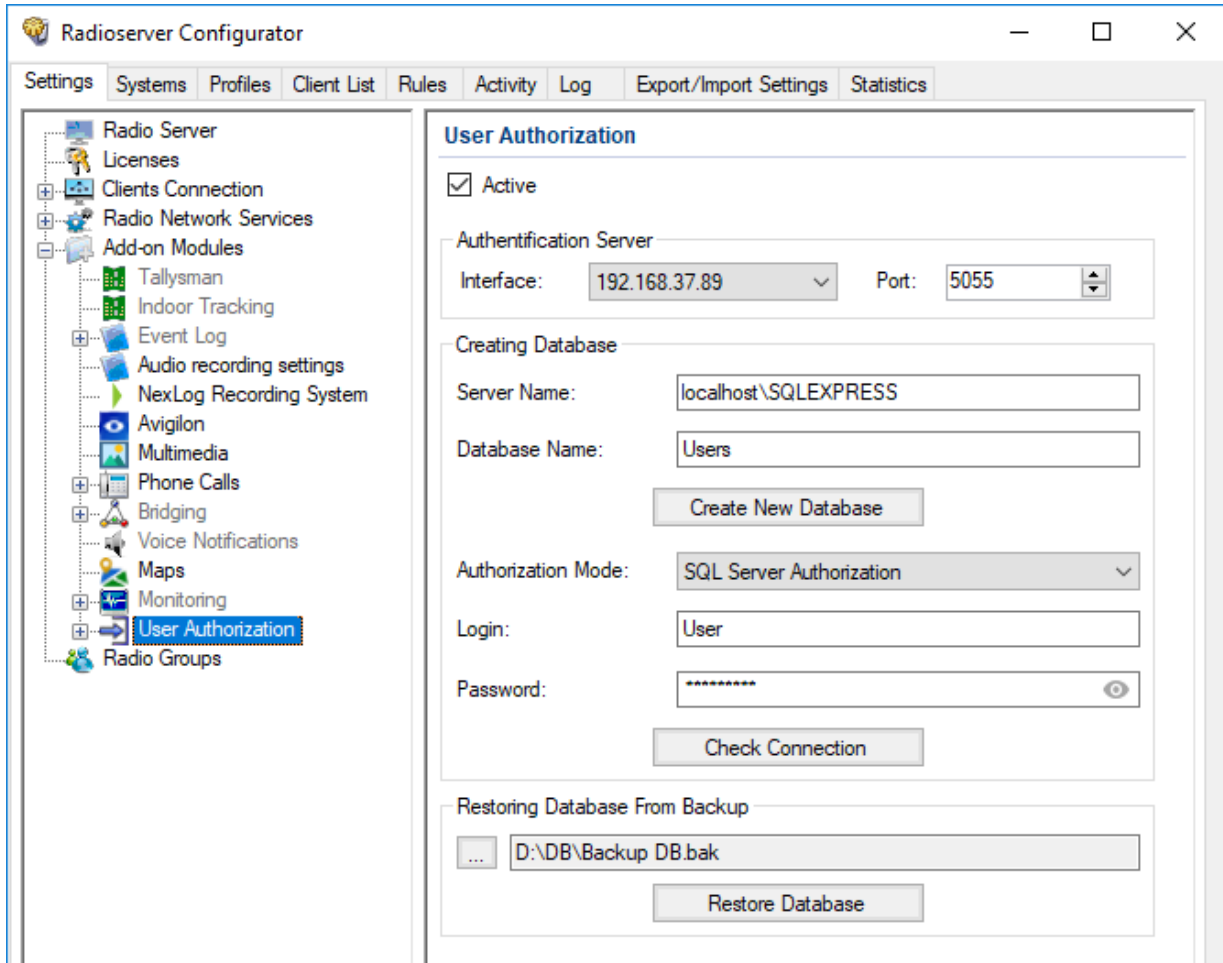 Radioserver Configurator
Settings Systems Profiles Client List Rules Activity Log Export/Import Settings Statistics
Radio Server
Licenses
Clients Connection
Radio Network Services
Add-on Modules
Tallysman
Indoor Tracking
Event Log
Audio recording settings
NexLog Recording System
Avigilon
Multimedia
Phone Calls
Bridging
Voice Notifications
Maps
Monitoring
User Authorization
Radio Groups
User Authorization
Active
Authentification Server
Interface: 192.168.37.89 Port: 5055
Creating Database
Server Name: localhost\SQLEXPRESS
Database Name: Users
Create New Database
Authorization Mode: SQL Server Authorization
Login: User
Password: *********
Check Connection
Restoring Database From Backup
... D:\DB\Backup DB.bak
Restore Database